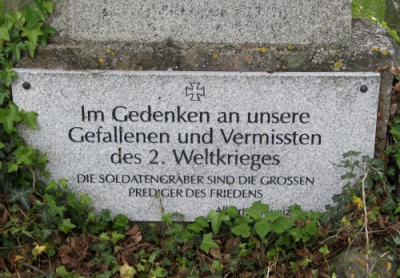 Im Gedenken an unsere
Gefallenen und Vermissten
des 2. Weltkrieges
DIE SOLDATENGRÄBER SIND DIE GROSSEN
PREDIGER DES FRIEDENS